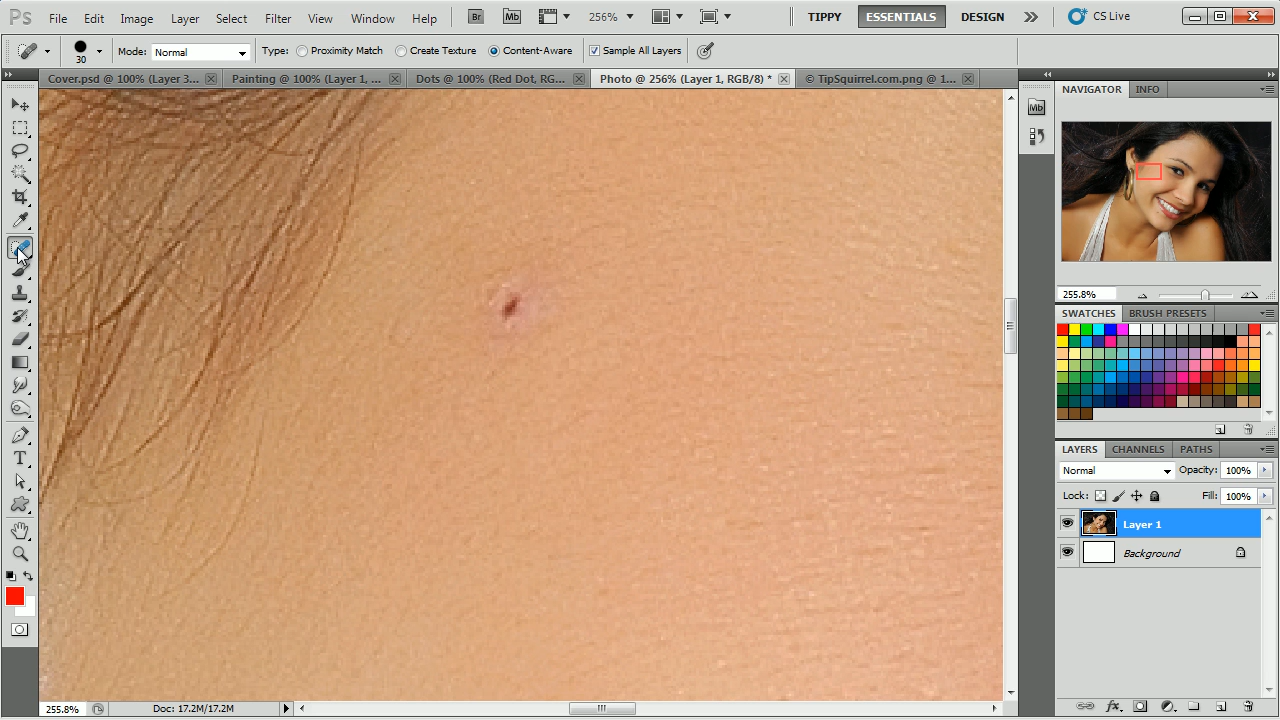 Ps File Edit Image Layer Select Filter View Window Help Br Mb 256% TIPPY ESSENTIALS DESIGN CS Live
30 Mode: Normal Type: Proximity Match Create Texture Content-Aware Sample All Layers
Cover.psd @ 100% (Layer 3... Painting @ 100% (Layer 1, ... Dots @ 100% (Red Dot, RG... Photo @ 256% (Layer 1, RGB/8) * © TipSquirrel.com.png @ 1...
NAVIGATOR INFO
Mb
255.8%
SWATCHES BRUSH PRESETS
LAYERS CHANNELS PATHS
Normal Opacity: 100%
Lock: Fill: 100%
Layer 1
Background
T
255.8% Doc: 17.2M/17.2M
fx